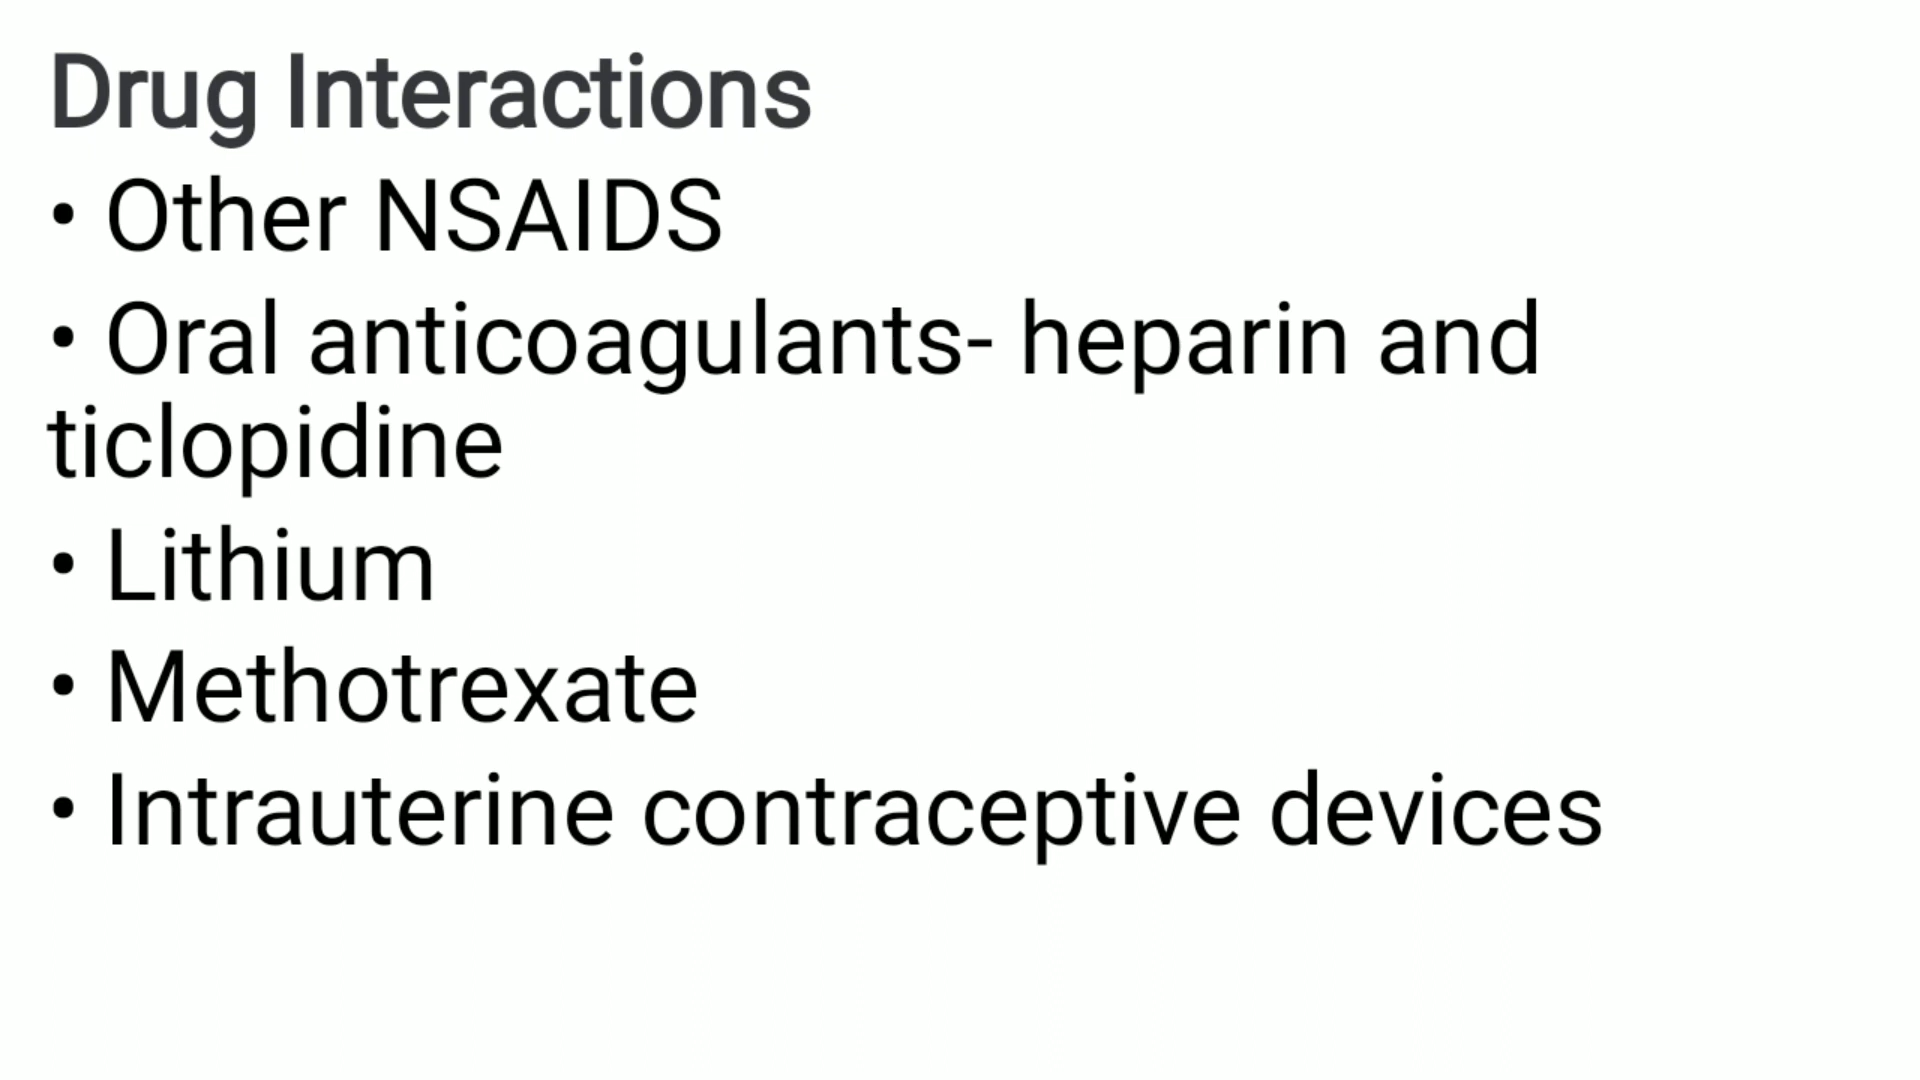 Drug Interactions
• Other NSAIDS
• Oral anticoagulants- heparin and
ticlopidine
• Lithium
• Methotrexate
• Intrauterine contraceptive devices